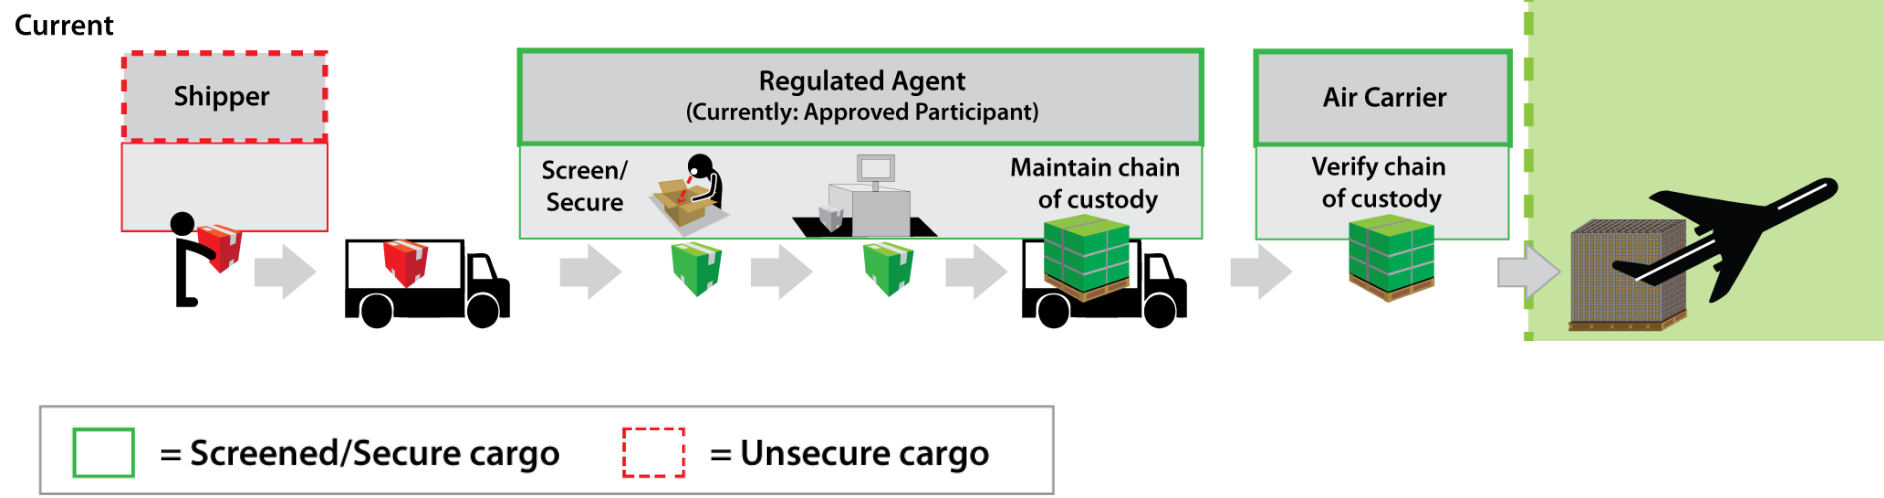 Current
Shipper
Regulated Agent
(Currently: Approved Participant)
Air Carrier
Screen/
Secure
Maintain chain
of custody
Verify chain
of custody
= Screened/Secure cargo
= Unsecure cargo